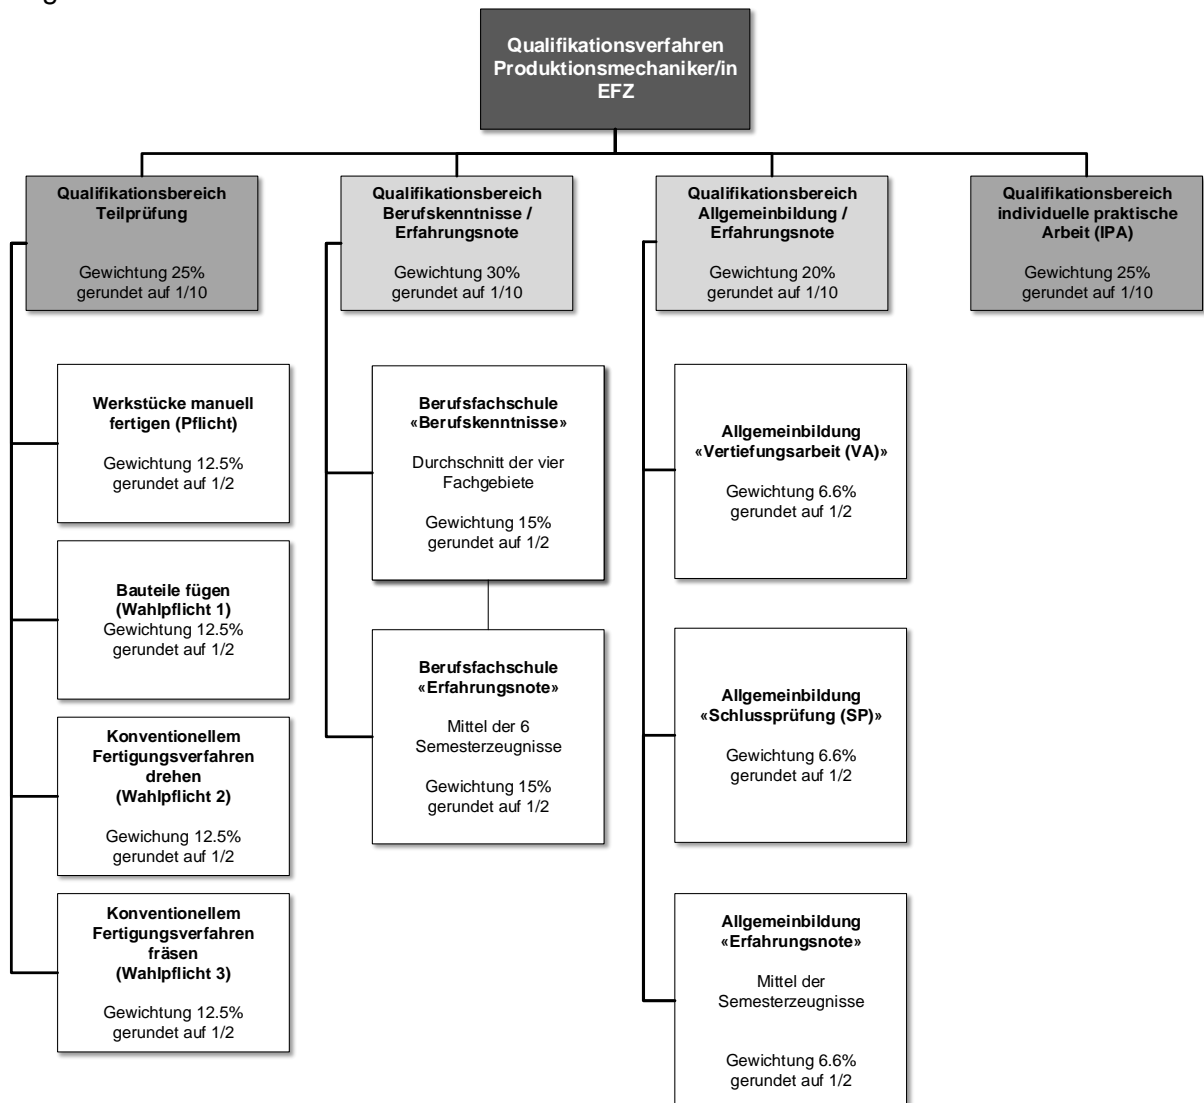 Qualifikationsverfahren
Produktionsmechaniker/in
EFZ
Qualifikationsbereich
Teilprüfung
Gewichtung 25%
gerundet auf 1/10
Qualifikationsbereich
Berufskenntnisse /
Erfahrungsnote
Gewichtung 30%
gerundet auf 1/10
Qualifikationsbereich
Allgemeinbildung /
Erfahrungsnote
Gewichtung 20%
gerundet auf 1/10
Qualifikationsbereich
individuelle praktische
Arbeit (IPA)
Gewichtung 25%
gerundet auf 1/10
Werkstücke manuell
fertigen (Pflicht)
Gewichtung 12.5%
gerundet auf 1/2
Bauteile fügen
(Wahlpflicht 1)
Gewichtung 12.5%
gerundet auf 1/2
Konventionellem
Fertigungsverfahren
drehen
(Wahlpflicht 2)
Gewichung 12.5%
gerundet auf 1/2
Konventionellem
Fertigungsverfahren
fräsen
(Wahlpflicht 3)
Gewichtung 12.5%
gerundet auf 1/2
Berufsfachschule
«Berufskenntnisse»
Durchschnitt der vier
Fachgebiete
Gewichtung 15%
gerundet auf 1/2
Berufsfachschule
«Erfahrungsnote»
Mittel der 6
Semesterzeugnisse
Gewichtung 15%
gerundet auf 1/2
Allgemeinbildung
«Vertiefungsarbeit (VA)»
Gewichtung 6.6%
gerundet auf 1/2
Allgemeinbildung
«Schlussprüfung (SP)»
Gewichtung 6.6%
gerundet auf 1/2
Allgemeinbildung
«Erfahrungsnote»
Mittel der
Semesterzeugnisse
Gewichtung 6.6%
gerundet auf 1/2